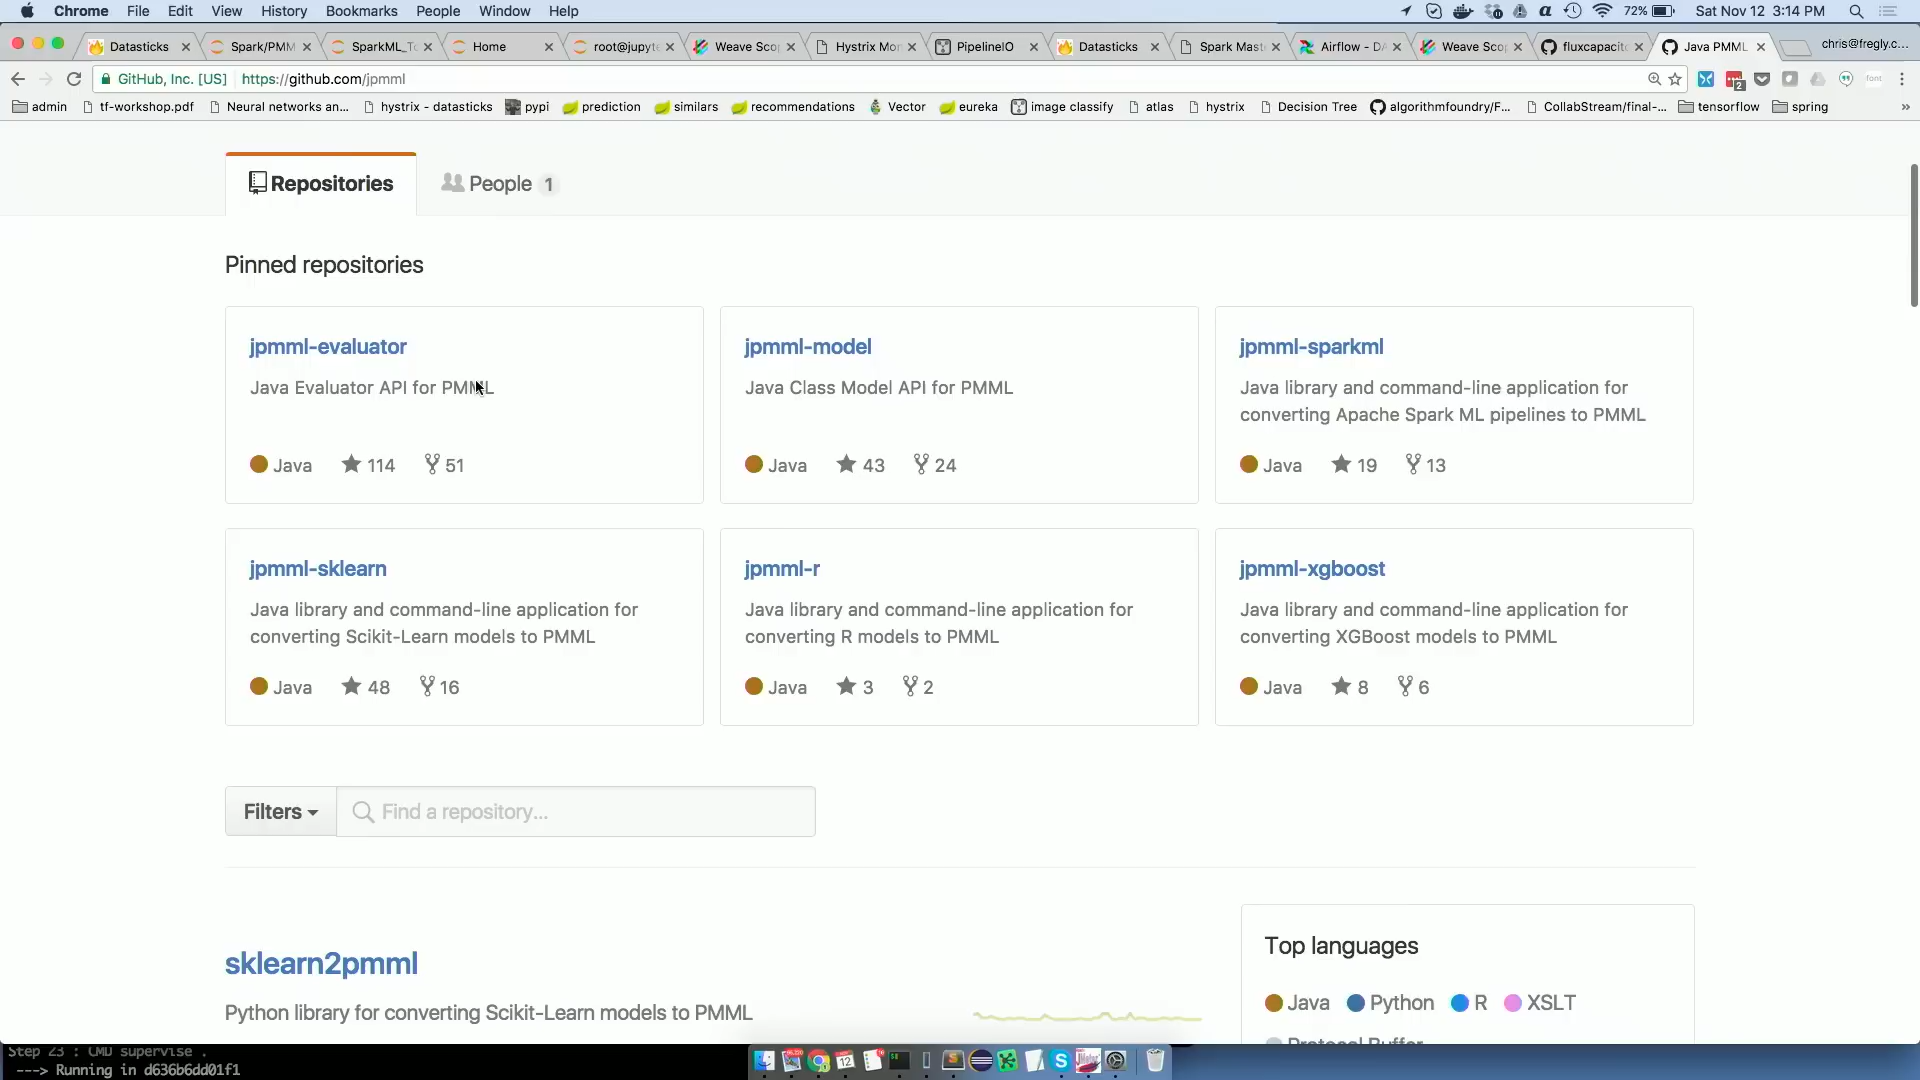 Chrome File Edit View History Bookmarks People Window Help
72% Sat Nov 12 3:14 PM
Datasticks
Spark/PMM
SparkML_To
Home
root@jupyte
Weave Sco
Hystrix Mon
PipelineIO
Datasticks
Spark Mast
Airflow - DA
Weave Sco
fluxcapacito
Java PMML
chris@fregly.c...
GitHub, Inc. [US] https://github.com/jpmml
2
font
admin tf-workshop.pdf Neural networks an... hystrix - datasticks pypi prediction similars recommendations Vector eureka image classify atlas hystrix Decision Tree algorithmfoundry/F... CollabStream/final-... tensorflow spring »
Repositories People 1
Pinned repositories
jpmml-evaluator
Java Evaluator API for PMML
Java 114 51
jpmml-model
Java Class Model API for PMML
Java 43 24
jpmml-sparkml
Java library and command-line application for
converting Apache Spark ML pipelines to PMML
Java 19 13
jpmml-sklearn
Java library and command-line application for
converting Scikit-Learn models to PMML
Java 48 16
jpmml-r
Java library and command-line application for
converting R models to PMML
Java 3 2
jpmml-xgboost
Java library and command-line application for
converting XGBoost models to PMML
Java 8 6
Filters Find a repository...
sklearn2pmml
Python library for converting Scikit-Learn models to PMML
Top languages
Java Python R XSLT
Protocol Buffer
Step 23 : CMD supervise .
---> Running in d636b6dd01f1